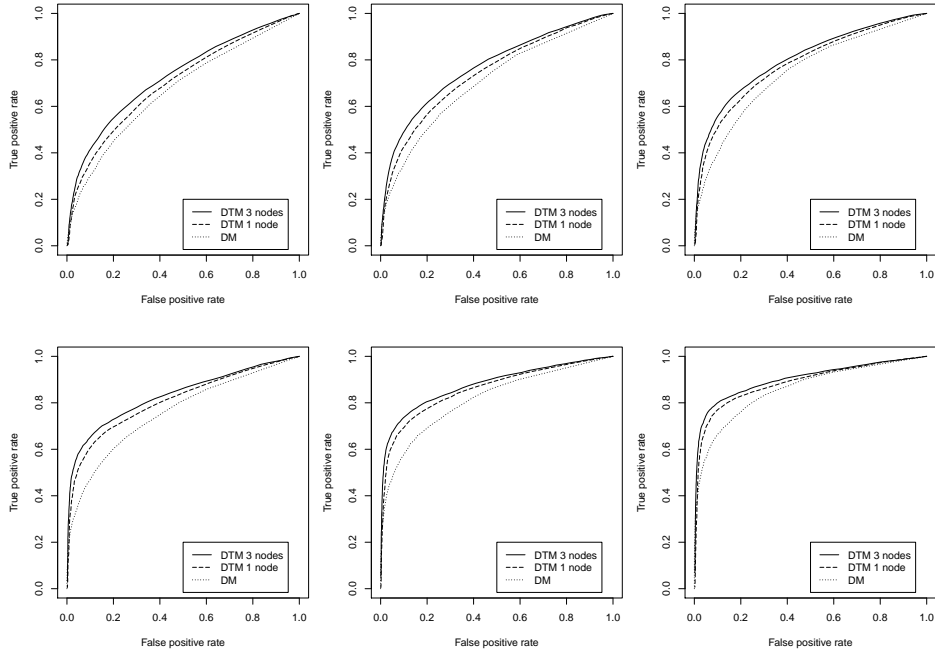 1.0
0.8
0.6
0.4
0.2
0.0
True positive rate
DTM 3 nodes
DTM 1 node
DM
0.0 0.2 0.4 0.6 0.8 1.0
False positive rate
1.0
0.8
0.6
0.4
0.2
0.0
True positive rate
DTM 3 nodes
DTM 1 node
DM
0.0 0.2 0.4 0.6 0.8 1.0
False positive rate
1.0
0.8
0.6
0.4
0.2
0.0
True positive rate
DTM 3 nodes
DTM 1 node
DM
0.0 0.2 0.4 0.6 0.8 1.0
False positive rate
1.0
0.8
0.6
0.4
0.2
0.0
True positive rate
DTM 3 nodes
DTM 1 node
DM
0.0 0.2 0.4 0.6 0.8 1.0
False positive rate
1.0
0.8
0.6
0.4
0.2
0.0
True positive rate
DTM 3 nodes
DTM 1 node
DM
0.0 0.2 0.4 0.6 0.8 1.0
False positive rate
1.0
0.8
0.6
0.4
0.2
0.0
True positive rate
DTM 3 nodes
DTM 1 node
DM
0.0 0.2 0.4 0.6 0.8 1.0
False positive rate